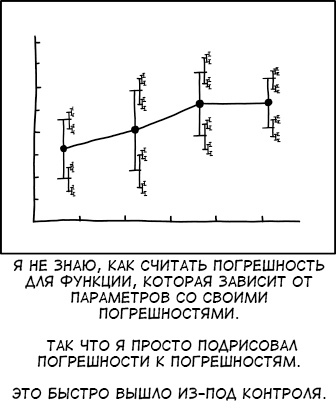 Я НЕ ЗНАЮ, КАК СЧИТАТЬ ПОГРЕШНОСТЬ
ДЛЯ ФУНКЦИИ, КОТОРАЯ ЗАВИСИТ ОТ
ПАРАМЕТРОВ СО СВОИМИ
ПОГРЕШНОСТЯМИ.
ТАК ЧТО Я ПРОСТО ПОДРИСОВАЛ
ПОГРЕШНОСТИ К ПОГРЕШНОСТЯМ.
ЭТО БЫСТРО ВЫШЛО ИЗ-ПОД КОНТРОЛЯ.